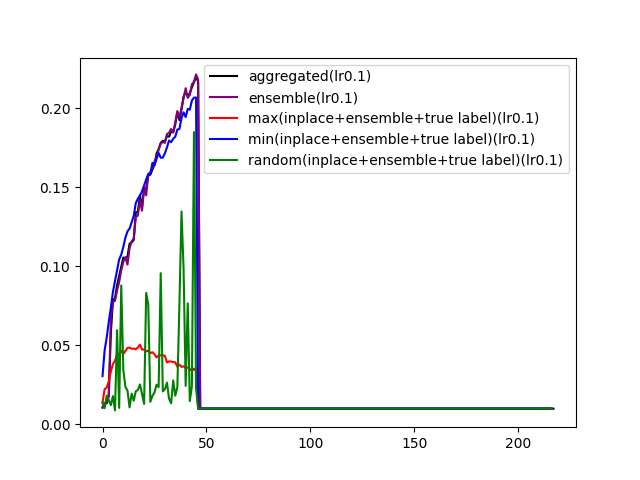 aggregated(lr0.1)
ensemble(lr0.1)
max(inplace+ensemble+true label)(lr0.1)
min(inplace+ensemble+true label)(lr0.1)
random(inplace+ensemble+true label)(lr0.1)
0.20
0.15
0.10
0.05
0.00
0 50 100 150 200